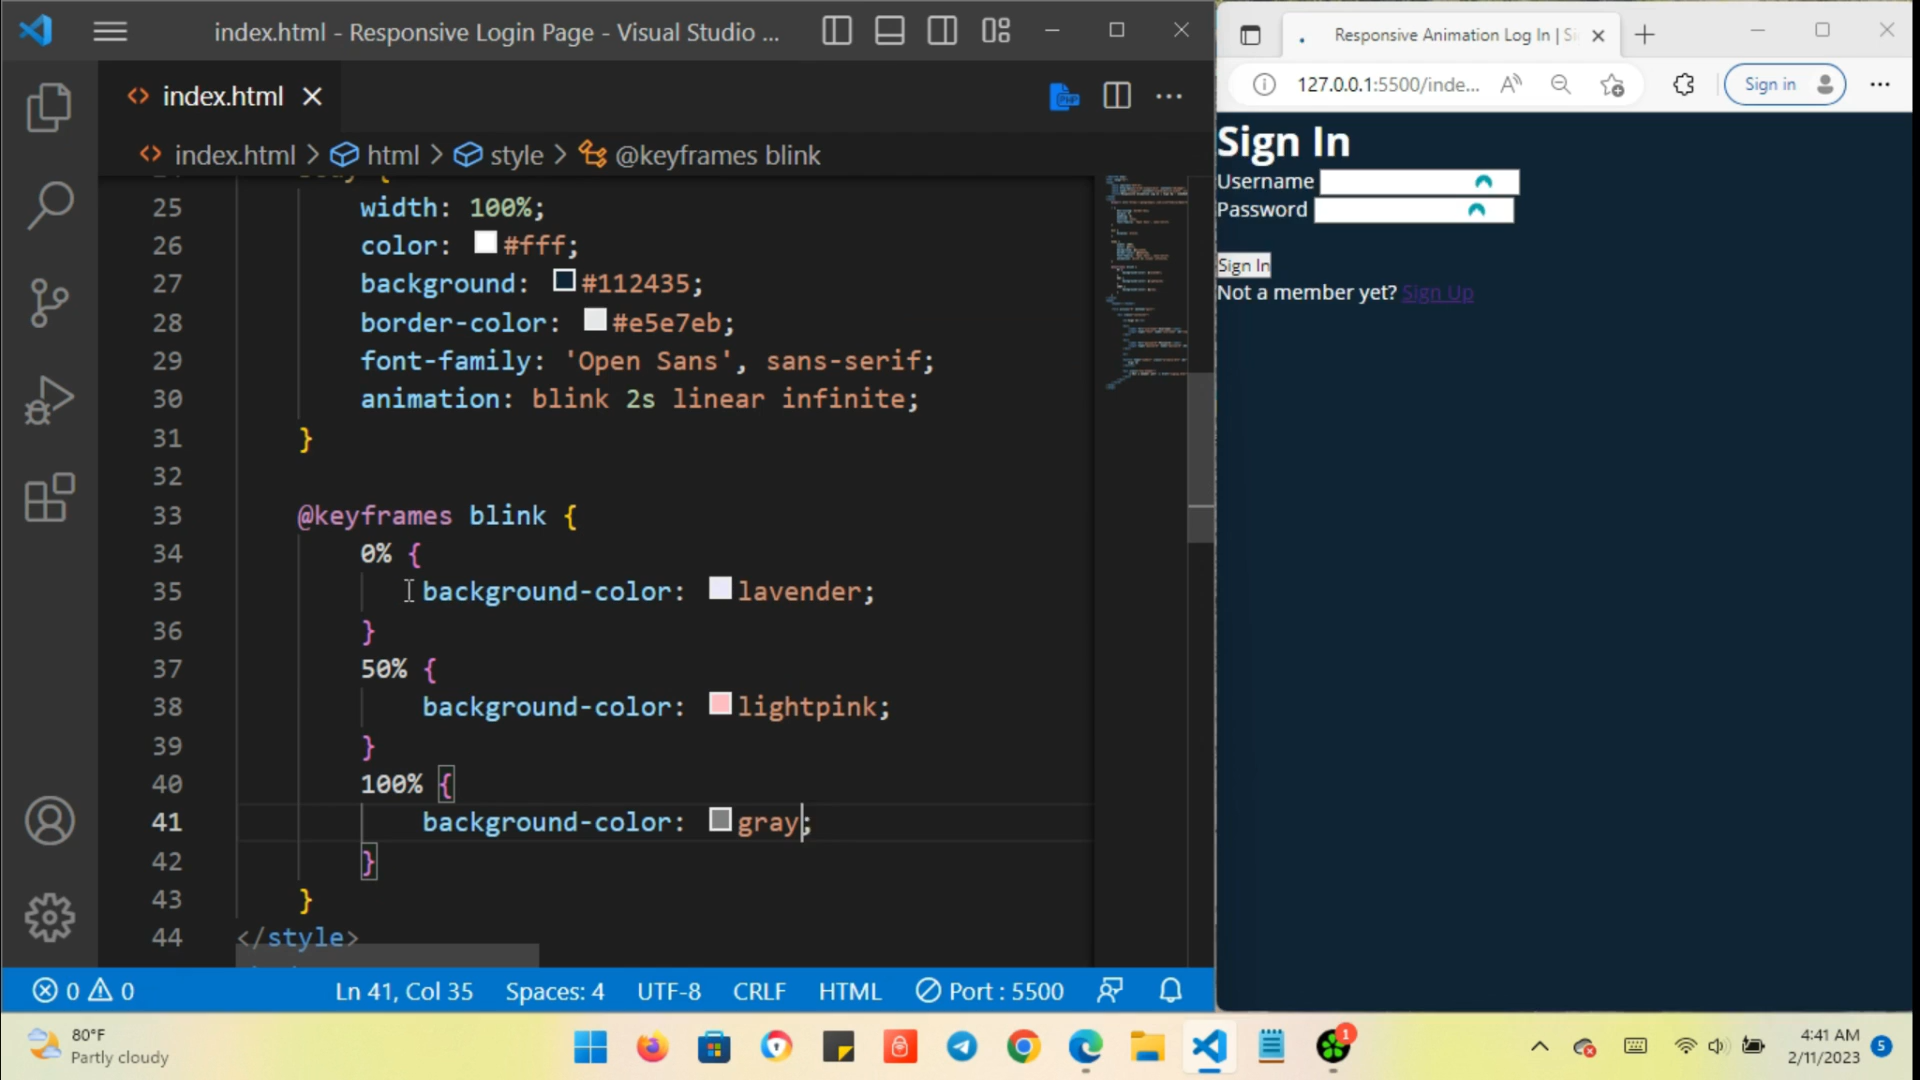 index.html - Responsive Login Page - Visual Studio ...
index.html
index.html > html > style > @keyframes blink
25 width: 100%;
26 color: #fff;
27 background: #112435;
28 border-color: #e5e7eb;
29 font-family: 'Open Sans', sans-serif;
30 animation: blink 2s linear infinite;
31 }
32
33 @keyframes blink {
34 0% {
35 background-color: lavender;
36 }
37 50% {
38 background-color: lightpink;
39 }
40 100% {
41 background-color: gray;
42 }
43 }
44 </style>
0 0
Ln 41, Col 35
Spaces: 4
UTF-8
CRLF
HTML
Port : 5500
Responsive Animation Log In |
127.0.0.1:5500/inde...
Sign in
Sign In
Username
Password
Sign In
Not a member yet? Sign Up
80°F
Partly cloudy
PHP
1
4:41 AM
2/11/2023
5